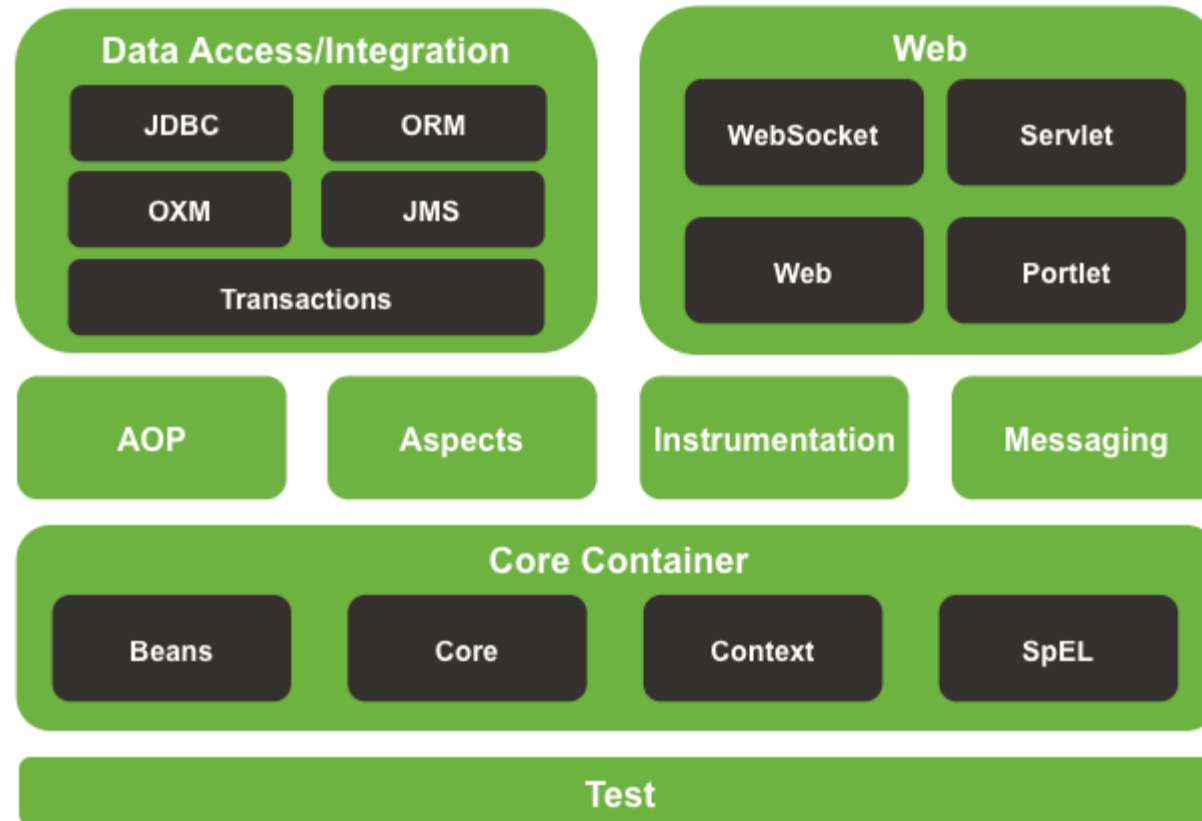 Data Access/Integration
JDBC
ORM
OXM
JMS
Transactions
Web
WebSocket
Servlet
Web
Portlet
AOP
Aspects
Instrumentation
Messaging
Core Container
Beans
Core
Context
SpEL
Test